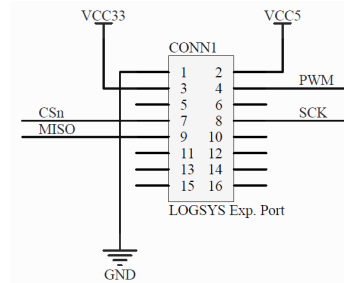 VCC33 VCC5
CONN1
1 2
3 4 PWM
5 6
CSn 7 8 SCK
MISO 9 10
11 12
13 14
15 16
LOGSYS Exp. Port
GND